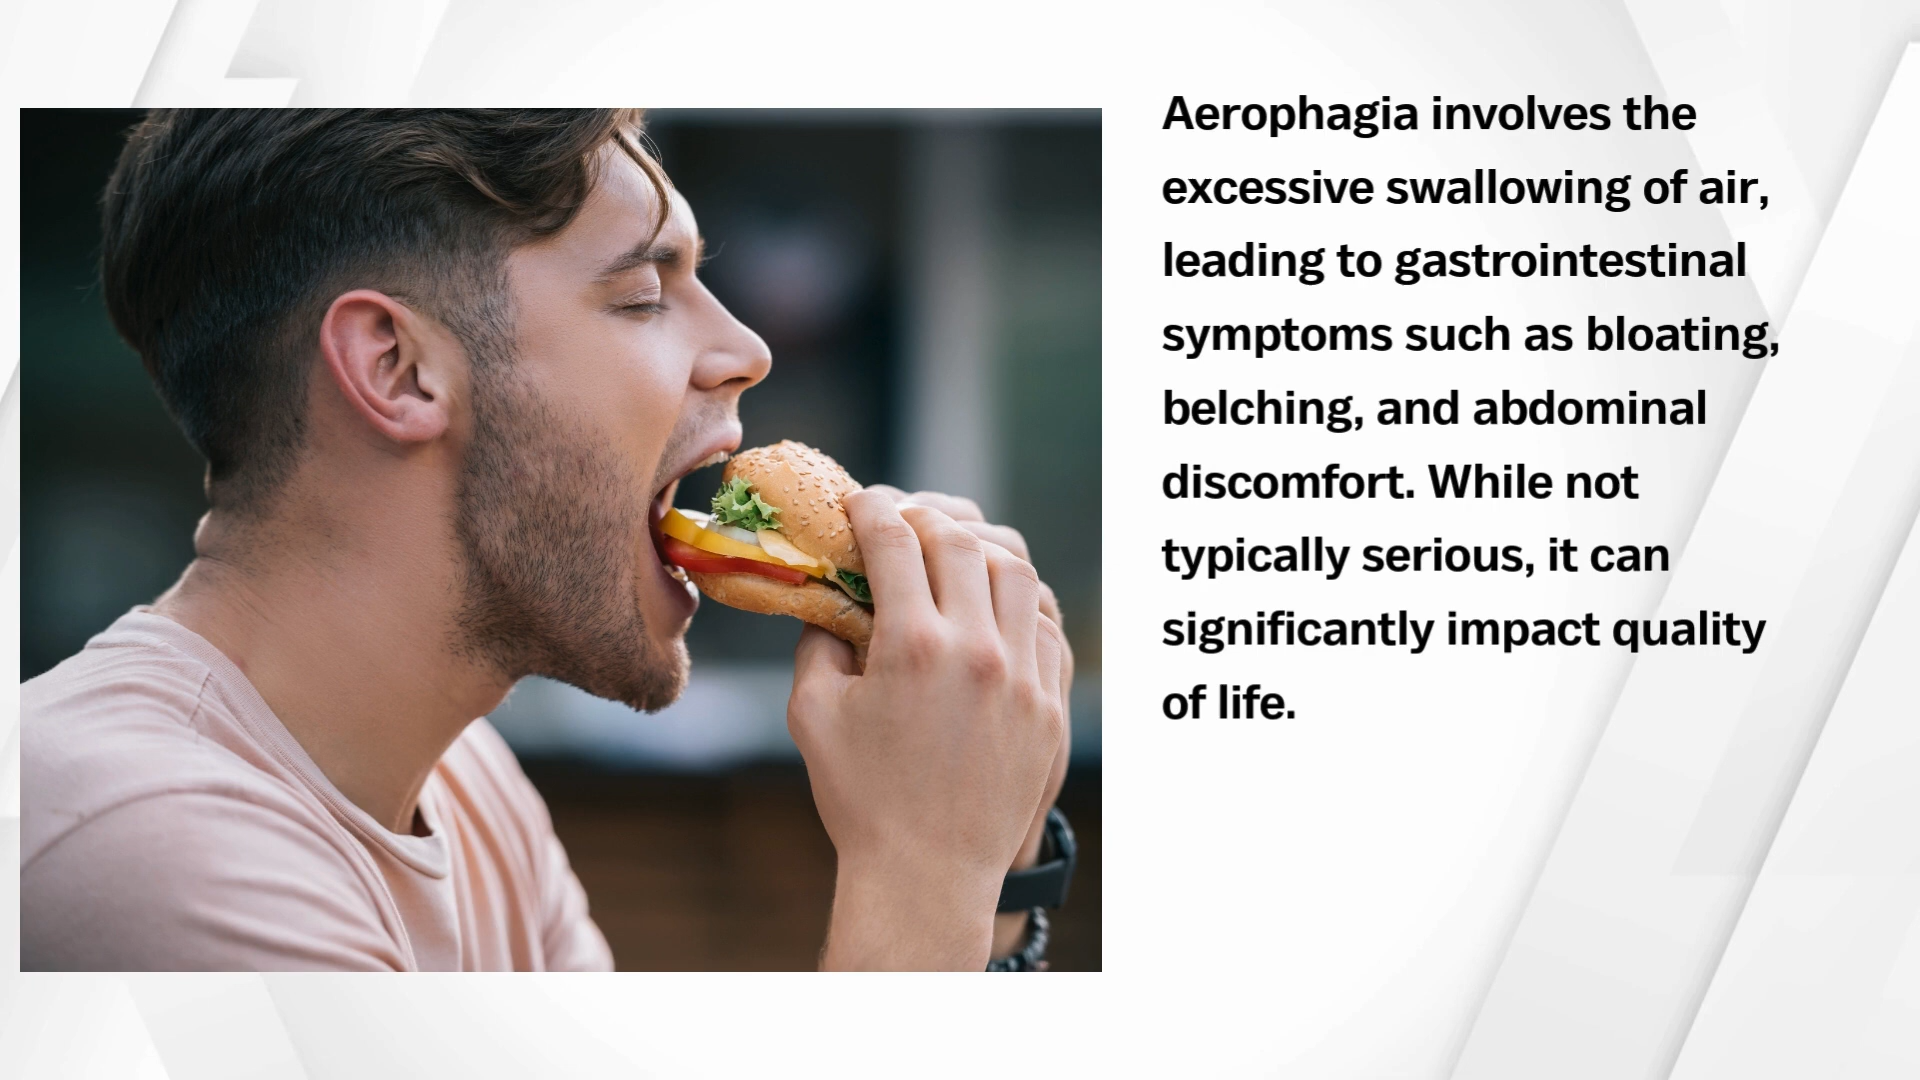 Aerophagia involves the
excessive swallowing of air,
leading to gastrointestinal
symptoms such as bloating,
belching, and abdominal
discomfort. While not
typically serious, it can
significantly impact quality
of life.